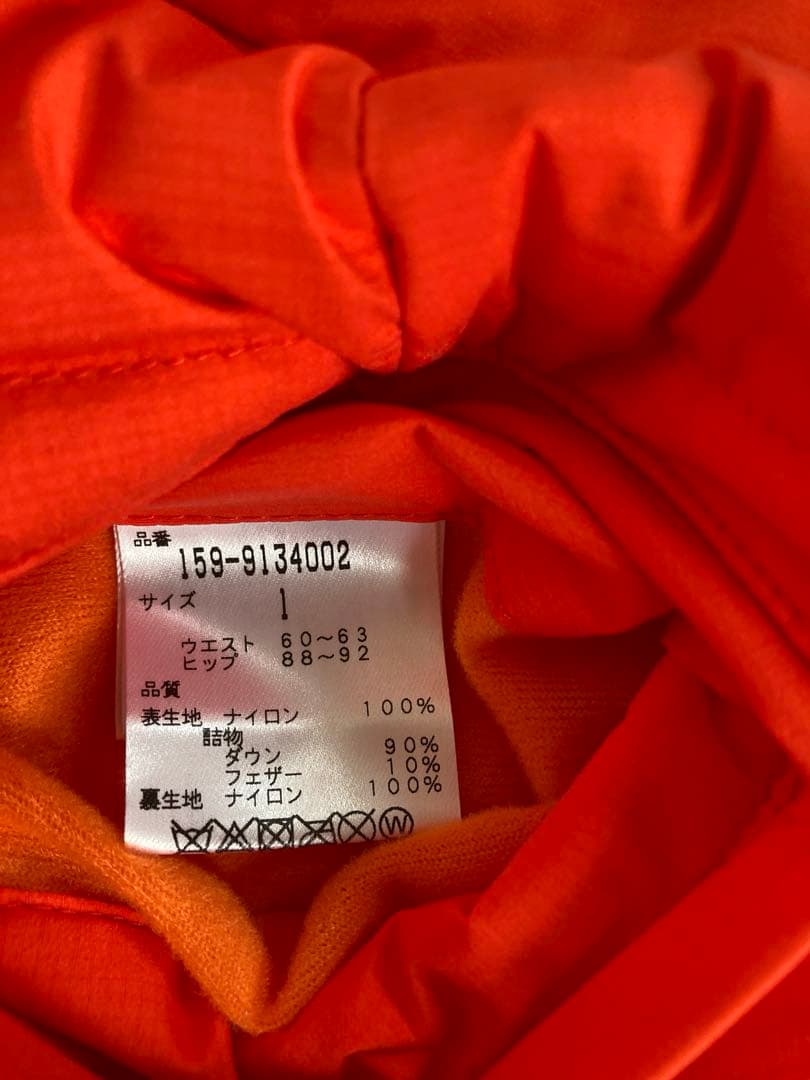 品番
159-9134002
サイズ 1
ウエスト 60~63
ヒップ 88~92
品質
表生地 ナイロン 100%
詰物
ダウン 90%
フェザー 10%
裏生地 ナイロン 100%
W